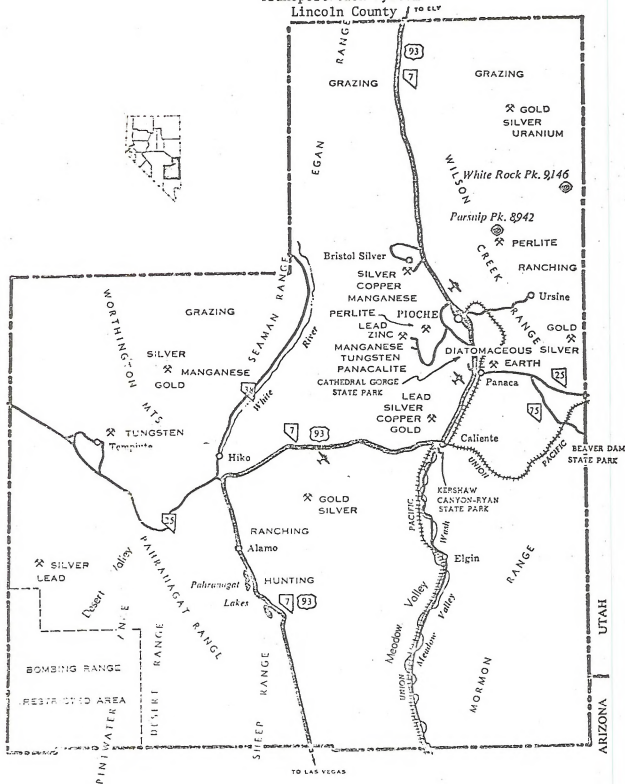 Lincoln County
TO ELY
RANGE
93
7
GRAZING
GRAZING
GOLD
SILVER
URANIUM
EGAN
WILSON
White Rock Pk. 9,146
Parsnip Pk. 8,942
PERLITE
CREEK
RANCHING
Bristol Silver
SILVER
COPPER
MANGANESE
Ursine
RANGE
PERLITE
PIOCHE
LEAD
ZINC
MANGANESE
TUNGSTEN
PANACALITE
GOLD
SILVER
DIATOMACEOUS
EARTH
CATHEDRAL GORGE
STATE PARK
Panaca
25
75
SEAMAN RANGE
WORTHINGTON
MTS
GRAZING
SILVER
GOLD
MANGANESE
White
River
38
LEAD
SILVER
COPPER
GOLD
7
93
Caliente
UNION
PACIFIC
BEAVER DAM
STATE PARK
TUNGSTEN
Tempiute
Hiko
KERSHAW
CANYON-RYAN
STATE PARK
GOLD
SILVER
25
PACIFIC
Wash
RANCHING
Alamo
Elgin
RANGE
SILVER
LEAD
Desert
Valley
PAHRANAGAT RANGE
Pahranagat
Lakes
HUNTING
7
93
Meadow
Valley
Meadow
Valley
UNION
MORMON
UTAH
ARIZONA
BOMBING RANGE
RESTRICTED AREA
DESERT
RANGE
SHEEP
RANGE
TO LAS VEGAS